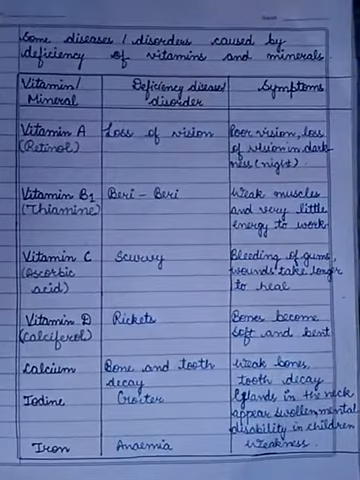 Some diseases / disorders caused by
deficiency of vitamins and minerals
Vitamin/ Deficiency disease/ Symptoms
Mineral disorder
Vitamin A Loss of vision Poor vision, loss
(Retinol) of vision in dark-
ness (night).
Vitamin B1 Beri - Beri Weak muscles
(Thiamine) and very little
energy to work
Vitamin C Scurvy Bleeding of gums,
(Ascorbic wounds take longer
acid) to heal
Vitamin D Rickets Bones become
(Calciferol) soft and bent
Calcium Bone and tooth Weak bones,
decay tooth decay
Iodine Goiter Glands in the neck
appear swollen mental
disability in children
Iron Anaemia Weakness.